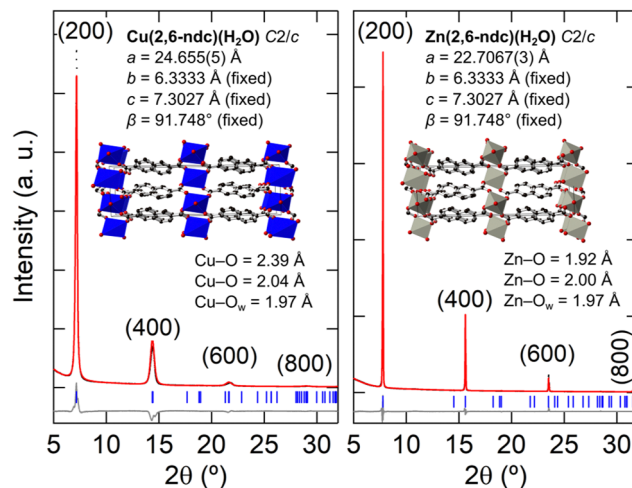 Intensity (a. u.)
(200)
Cu(2,6-ndc)(H₂O) C2/c
a = 24.655(5) Å
b = 6.3333 Å (fixed)
c = 7.3027 Å (fixed)
β = 91.748° (fixed)
Cu–O = 2.39 Å
Cu–O = 2.04 Å
Cu–Ow = 1.97 Å
(400)
(600)
(800)
5 10 15 20 25 30
2θ (º)
(200)
Zn(2,6-ndc)(H₂O) C2/c
a = 22.7067(3) Å
b = 6.3333 Å (fixed)
c = 7.3027 Å (fixed)
β = 91.748° (fixed)
Zn–O = 1.92 Å
Zn–O = 2.00 Å
Zn–Ow = 1.97 Å
(400)
(600)
(800)
5 10 15 20 25 30
2θ (º)